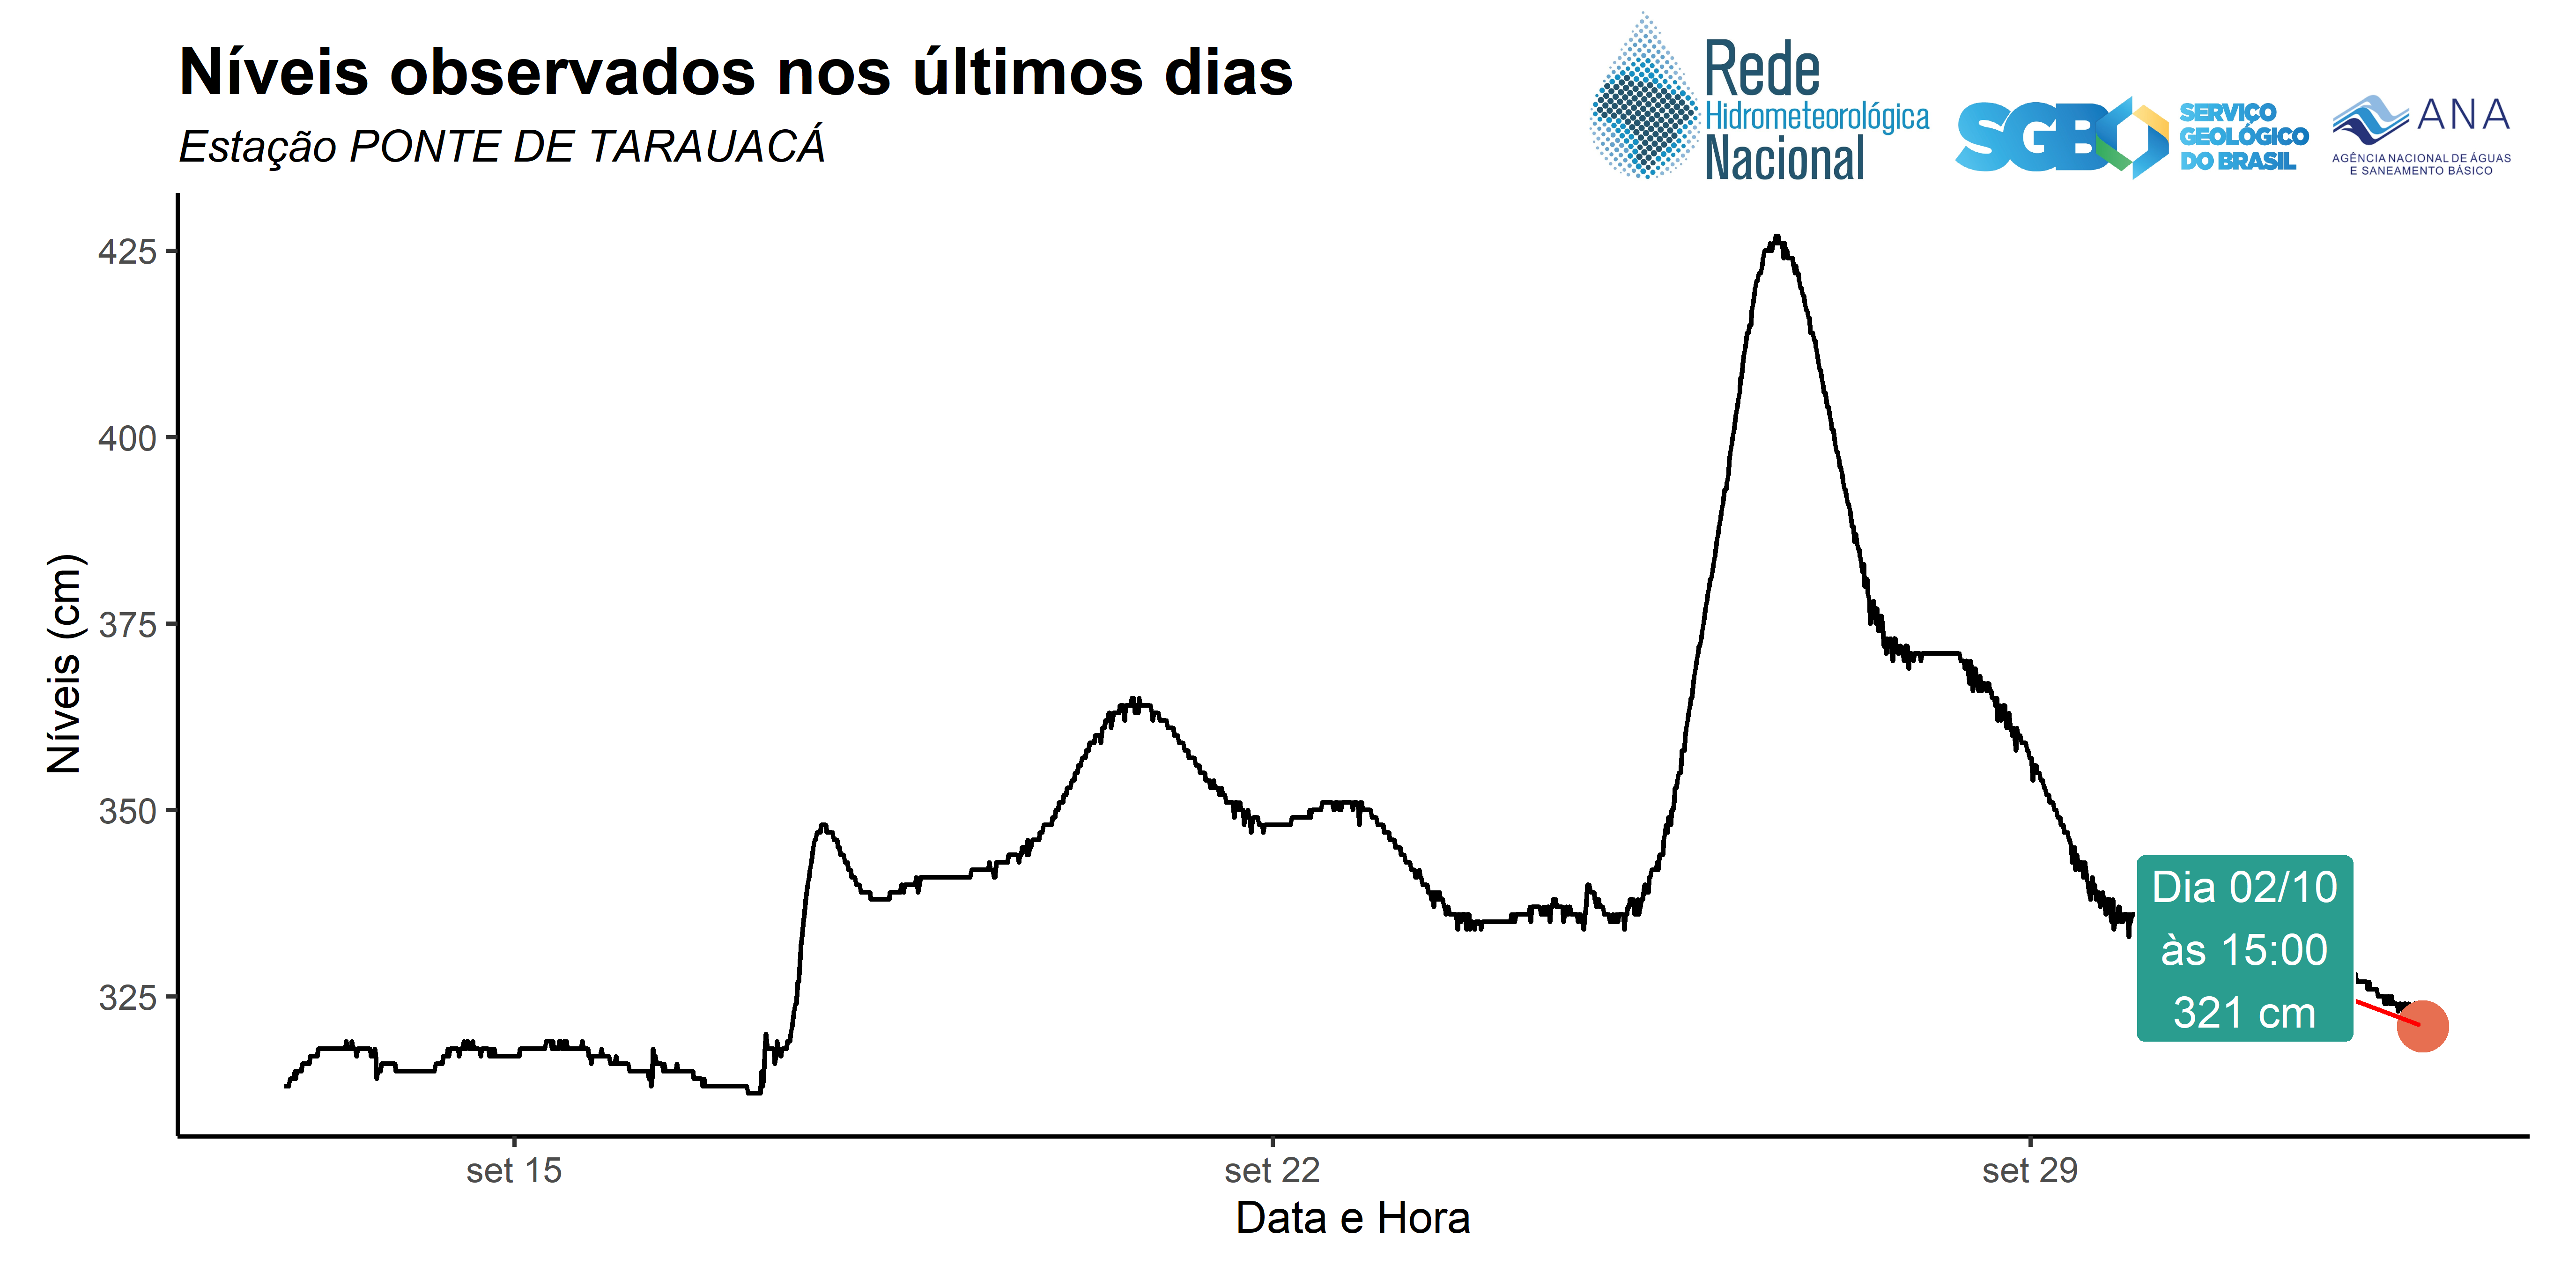 Níveis observados nos últimos dias
Estação PONTE DE TARAUACÁ
Rede
Hidrometeorológica
Nacional
SGB
SERVIÇO
GEOLÓGICO
DO BRASIL
ANA
AGÊNCIA NACIONAL DE ÁGUAS
E SANEAMENTO BÁSICO
Níveis (cm)
425
400
375
350
325
Dia 02/10
às 15:00
321 cm
set 15
set 22
set 29
Data e Hora